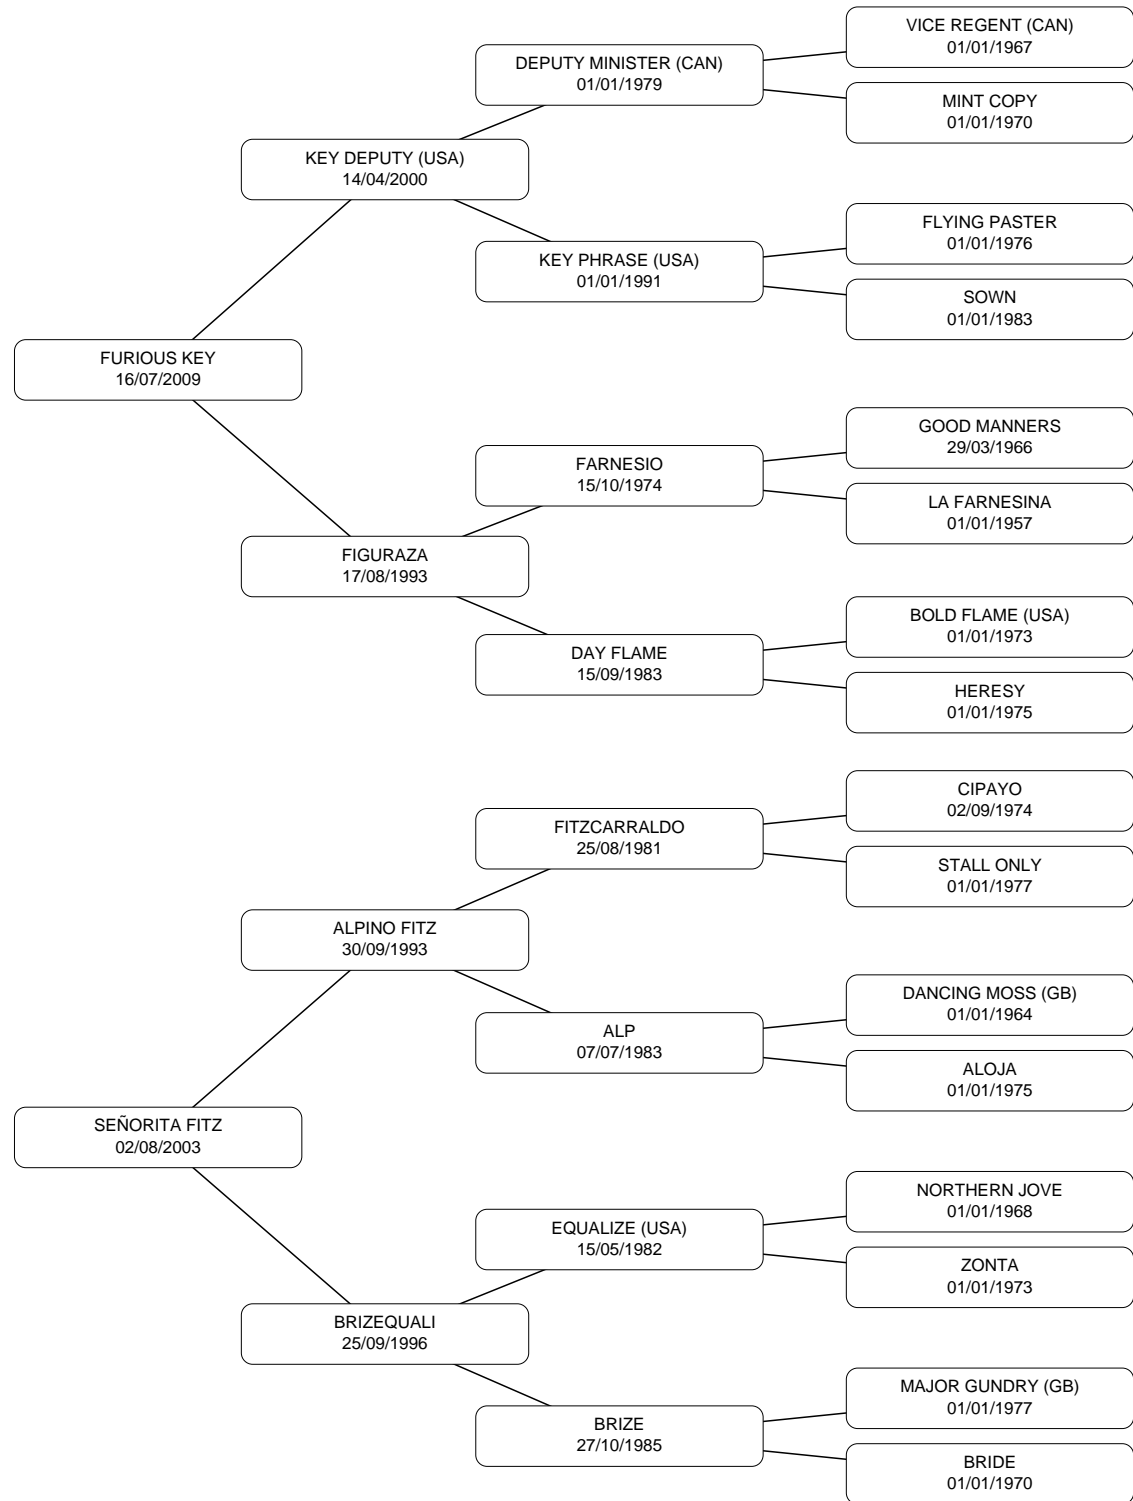 VICE REGENT (CAN)
01/01/1967
DEPUTY MINISTER (CAN)
01/01/1979
MINT COPY
01/01/1970
KEY DEPUTY (USA)
14/04/2000
FLYING PASTER
01/01/1976
KEY PHRASE (USA)
01/01/1991
SOWN
01/01/1983
FURIOUS KEY
16/07/2009
GOOD MANNERS
29/03/1966
FARNESIO
15/10/1974
LA FARNESINA
01/01/1957
FIGURAZA
17/08/1993
BOLD FLAME (USA)
01/01/1973
DAY FLAME
15/09/1983
HERESY
01/01/1975
CIPAYO
02/09/1974
FITZCARRALDO
25/08/1981
STALL ONLY
01/01/1977
ALPINO FITZ
30/09/1993
DANCING MOSS (GB)
01/01/1964
ALP
07/07/1983
ALOJA
01/01/1975
SEÑORITA FITZ
02/08/2003
NORTHERN JOVE
01/01/1968
EQUALIZE (USA)
15/05/1982
ZONTA
01/01/1973
BRIZEQUALI
25/09/1996
MAJOR GUNDRY (GB)
01/01/1977
BRIZE
27/10/1985
BRIDE
01/01/1970